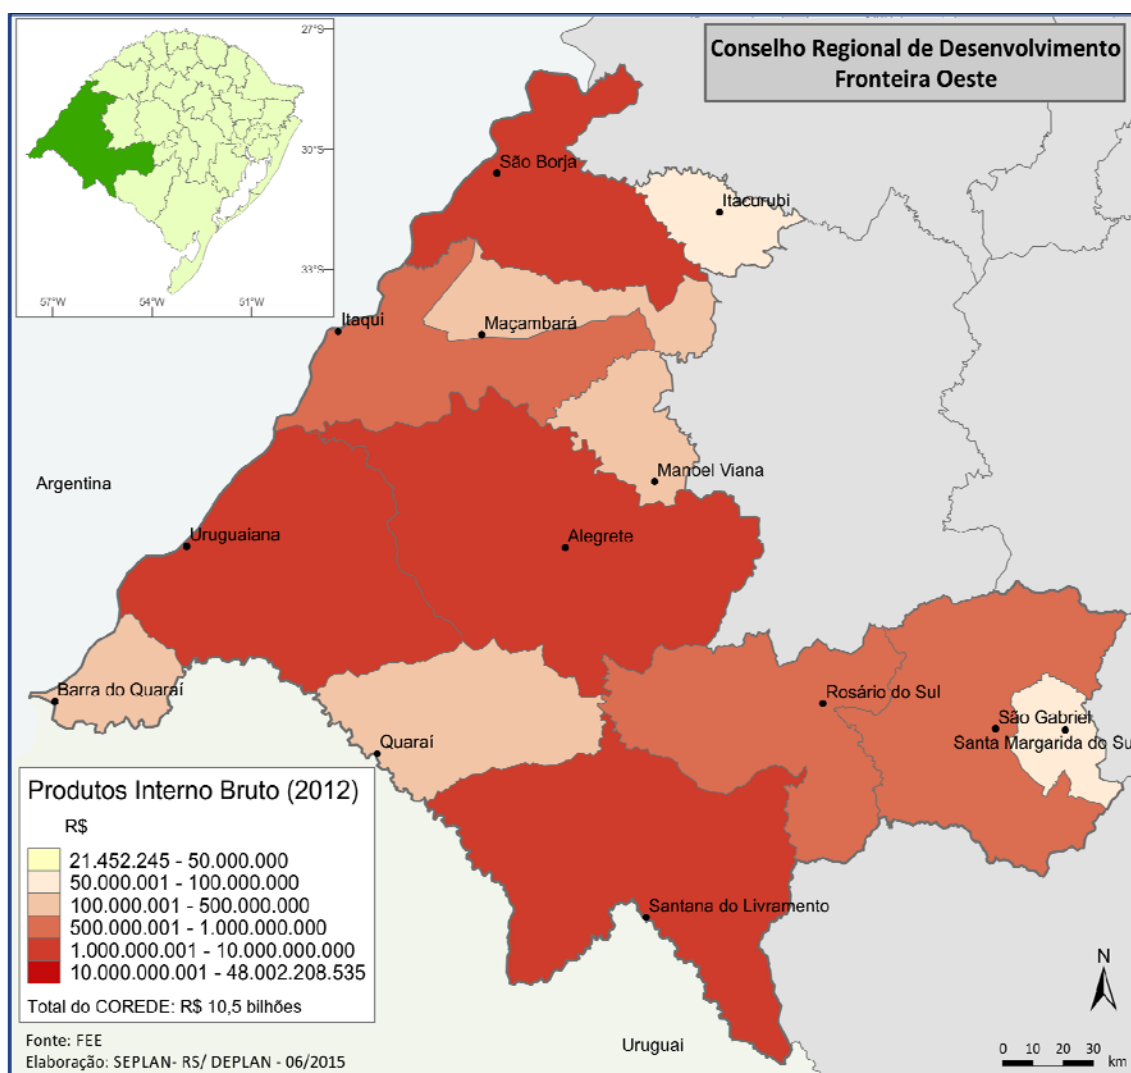 Conselho Regional de Desenvolvimento
Fronteira Oeste
27°S
30°S
33°S
57°W
54°W
51°W
São Borja
Itacurubi
Itaqui
Maçambará
Manoel Viana
Argentina
Uruguaiana
Alegrete
Barra do Quaraí
Rosário do Sul
São Gabriel
Santa Margarida do Su
Quaraí
Santana do Livramento
Uruguai
Produtos Interno Bruto (2012)
R$
21.452.245 - 50.000.000
50.000.001 - 100.000.000
100.000.001 - 500.000.000
500.000.001 - 1.000.000.000
1.000.000.001 - 10.000.000.000
10.000.000.001 - 48.002.208.535
Total do COREDE: R$ 10,5 bilhões
Fonte: FEE
Elaboração: SEPLAN- RS/ DEPLAN - 06/2015
N
0 10 20 30
km